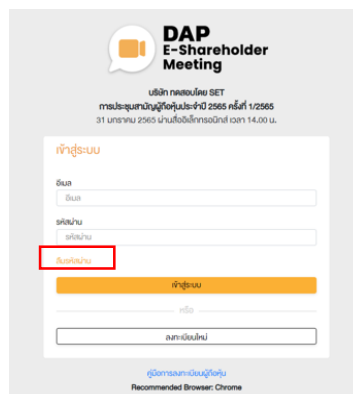 DAP
E-Shareholder
Meeting
บริษัท ทดสอบโดย SET
การประชุมสามัญผู้ถือหุ้นประจำปี 2565 ครั้งที่ 1/2565
31 มกราคม 2565 ผ่านสื่ออิเล็กทรอนิกส์ เวลา 14.00 น.
เข้าสู่ระบบ
อีเมล
อีเมล
รหัสผ่าน
รหัสผ่าน
ลืมรหัสผ่าน
เข้าสู่ระบบ
หรือ
ลงทะเบียนใหม่
คู่มือการลงทะเบียนผู้ถือหุ้น
Recommended Browser: Chrome